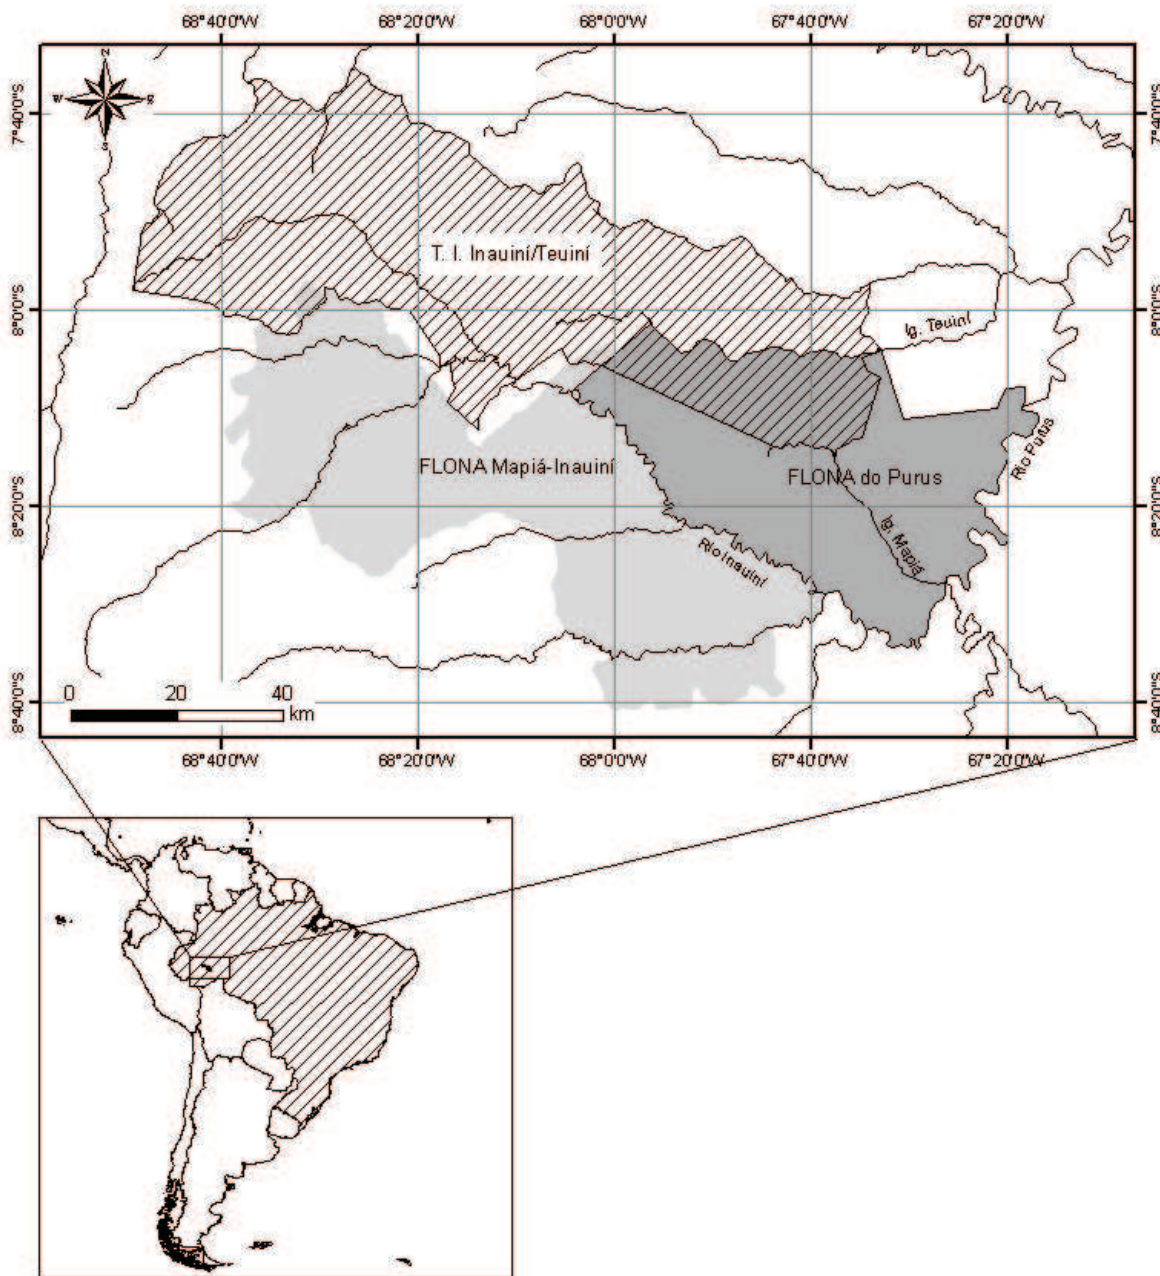 68°40'0"W 68°20'0"W 68°0'0"W 67°40'0"W 67°20'0"W
N
W E
S
7°40'0"S 7°40'0"S
T. I. Inauiní/Teuiní
8°0'0"S 8°0'0"S
Ig. Teuiní
Rio Purus
FLONA Mapiá-Inauiní
FLONA do Purus
8°20'0"S 8°20'0"S
Ig. Mapiá
Rio Inauiní
0 20 40
km
8°40'0"S 8°40'0"S
68°40'0"W 68°20'0"W 68°0'0"W 67°40'0"W 67°20'0"W